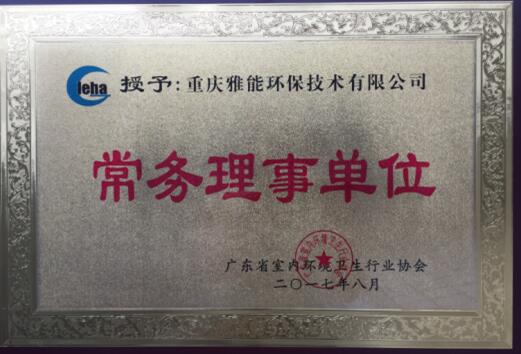 Ieha 授予:重庆雅能环保技术有限公司
常务理事单位
广东省室内环境卫生行业协会
二〇一七年八月